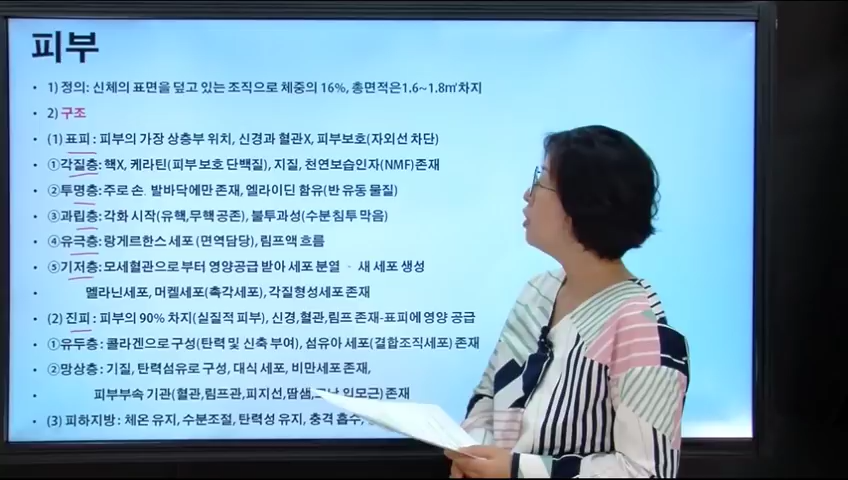 피부
• 1) 정의: 신체의 표면을 덮고 있는 조직으로 체중의 16%, 총면적은1.6~1.8㎡차지
• 2) 구조
• (1) 표피 : 피부의 가장 상층부 위치, 신경과 혈관X, 피부보호(자외선 차단)
• ①각질층: 핵X, 케라틴(피부 보호 단백질), 지질, 천연보습인자(NMF)존재
• ②투명층: 주로 손. 발바닥에만 존재, 엘라이딘 함유(반 유동 물질)
• ③과립층: 각화 시작(유핵,무핵 공존), 불투과성(수분침투 막음)
• ④유극층: 랑게르한스 세포 (면역담당), 림프액 흐름
• ⑤기저층: 모세혈관으로 부터 영양공급 받아 세포 분열 - 새 세포 생성
• 멜라닌세포, 머켈세포(촉각세포), 각질형성세포 존재
• (2) 진피 : 피부의 90% 차지(실질적 피부), 신경,혈관,림프 존재-표피에 영양 공급
• ①유두층: 콜라겐으로 구성(탄력 및 신축 부여), 섬유아 세포(결합조직세포) 존재
• ②망상층: 기질, 탄력섬유로 구성, 대식세포, 비만세포 존재,
• 피부부속 기관(혈관,림프관,피지선,땀샘, 입모근) 존재
• (3) 피하지방 : 체온 유지, 수분조절, 탄력성 유지, 충격 흡수,